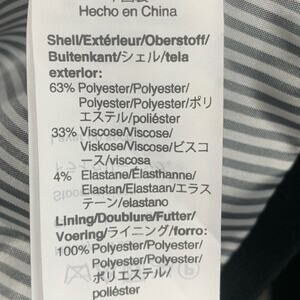 Hecho en China
Shell/Extérieur/Oberstoff/
Buitenkant/シェル/tela
exterior:
63% Polyester/Polyester/
Polyester/Polyester/ポリ
エステル/poliéster
33% Viscose/Viscose/
Viskose/Viscose/ビスコ
ース/viscosa
4% Elastane/Élasthanne/
Elastan/Elastaan/エラス
テーン/elastano
Lining/Doublure/Futter/
Voering/ライニング/forro:
100% Polyester/Polyester/
Polyester/Polyester/
ポリエステル/
poliéster